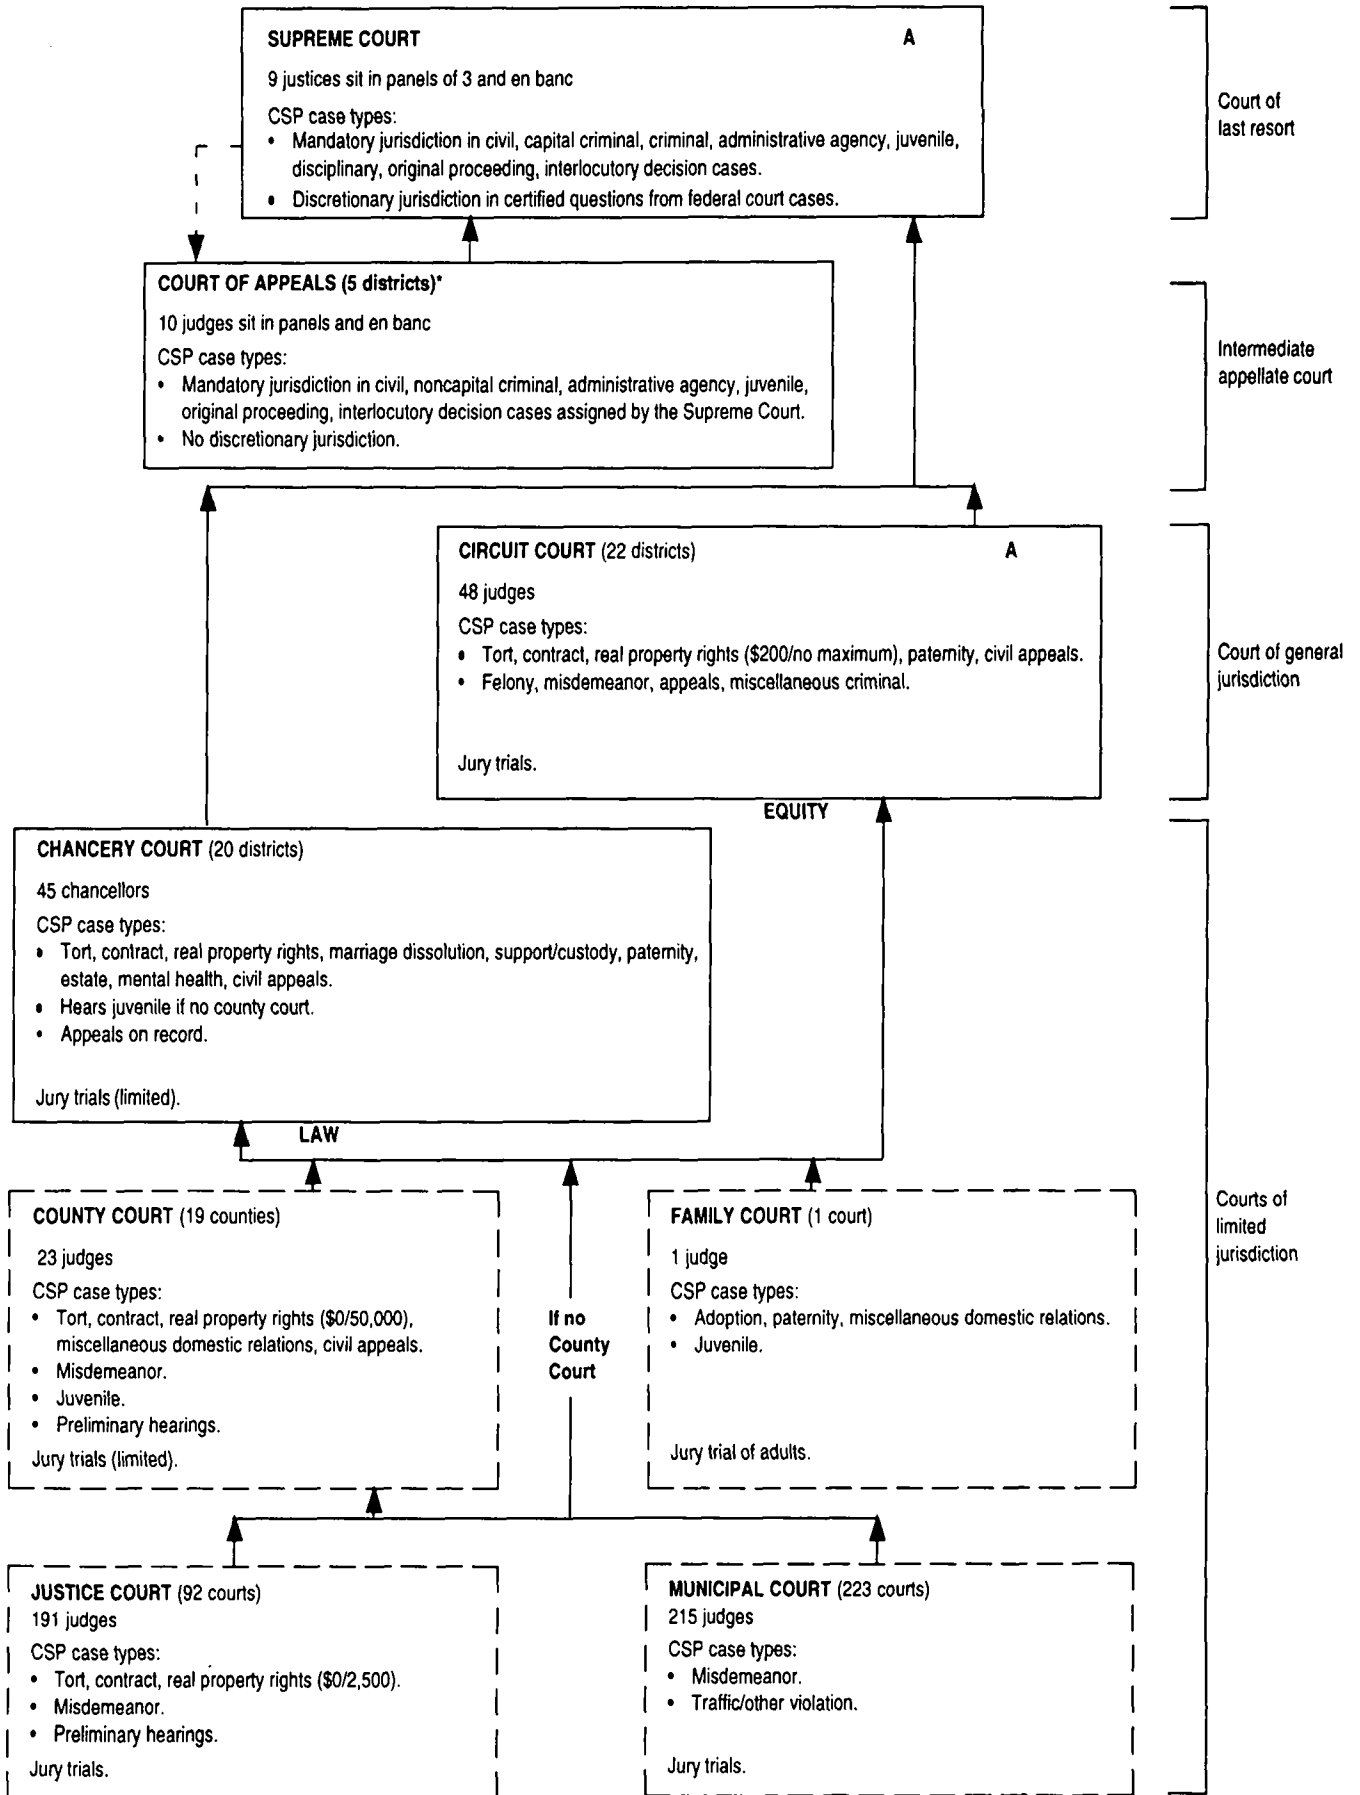 SUPREME COURT A
9 justices sit in panels of 3 and en banc
CSP case types:
• Mandatory jurisdiction in civil, capital criminal, criminal, administrative agency, juvenile,
disciplinary, original proceeding, interlocutory decision cases.
• Discretionary jurisdiction in certified questions from federal court cases.
Court of
last resort
COURT OF APPEALS (5 districts)*
10 judges sit in panels and en banc
CSP case types:
• Mandatory jurisdiction in civil, noncapital criminal, administrative agency, juvenile,
original proceeding, interlocutory decision cases assigned by the Supreme Court.
• No discretionary jurisdiction.
Intermediate
appellate court
CIRCUIT COURT (22 districts) A
48 judges
CSP case types:
• Tort, contract, real property rights ($200/no maximum), paternity, civil appeals.
• Felony, misdemeanor, appeals, miscellaneous criminal.
Jury trials.
Court of general
jurisdiction
EQUITY
CHANCERY COURT (20 districts)
45 chancellors
CSP case types:
• Tort, contract, real property rights, marriage dissolution, support/custody, paternity,
estate, mental health, civil appeals.
• Hears juvenile if no county court.
• Appeals on record.
Jury trials (limited).
LAW
COUNTY COURT (19 counties)
23 judges
CSP case types:
• Tort, contract, real property rights ($0/50,000),
miscellaneous domestic relations, civil appeals.
• Misdemeanor.
• Juvenile.
• Preliminary hearings.
Jury trials (limited).
If no
County
Court
FAMILY COURT (1 court)
1 judge
CSP case types:
• Adoption, paternity, miscellaneous domestic relations.
• Juvenile.
Jury trial of adults.
Courts of
limited
jurisdiction
JUSTICE COURT (92 courts)
191 judges
CSP case types:
• Tort, contract, real property rights ($0/2,500).
• Misdemeanor.
• Preliminary hearings.
Jury trials.
MUNICIPAL COURT (223 courts)
215 judges
CSP case types:
• Misdemeanor.
• Traffic/other violation.
Jury trials.